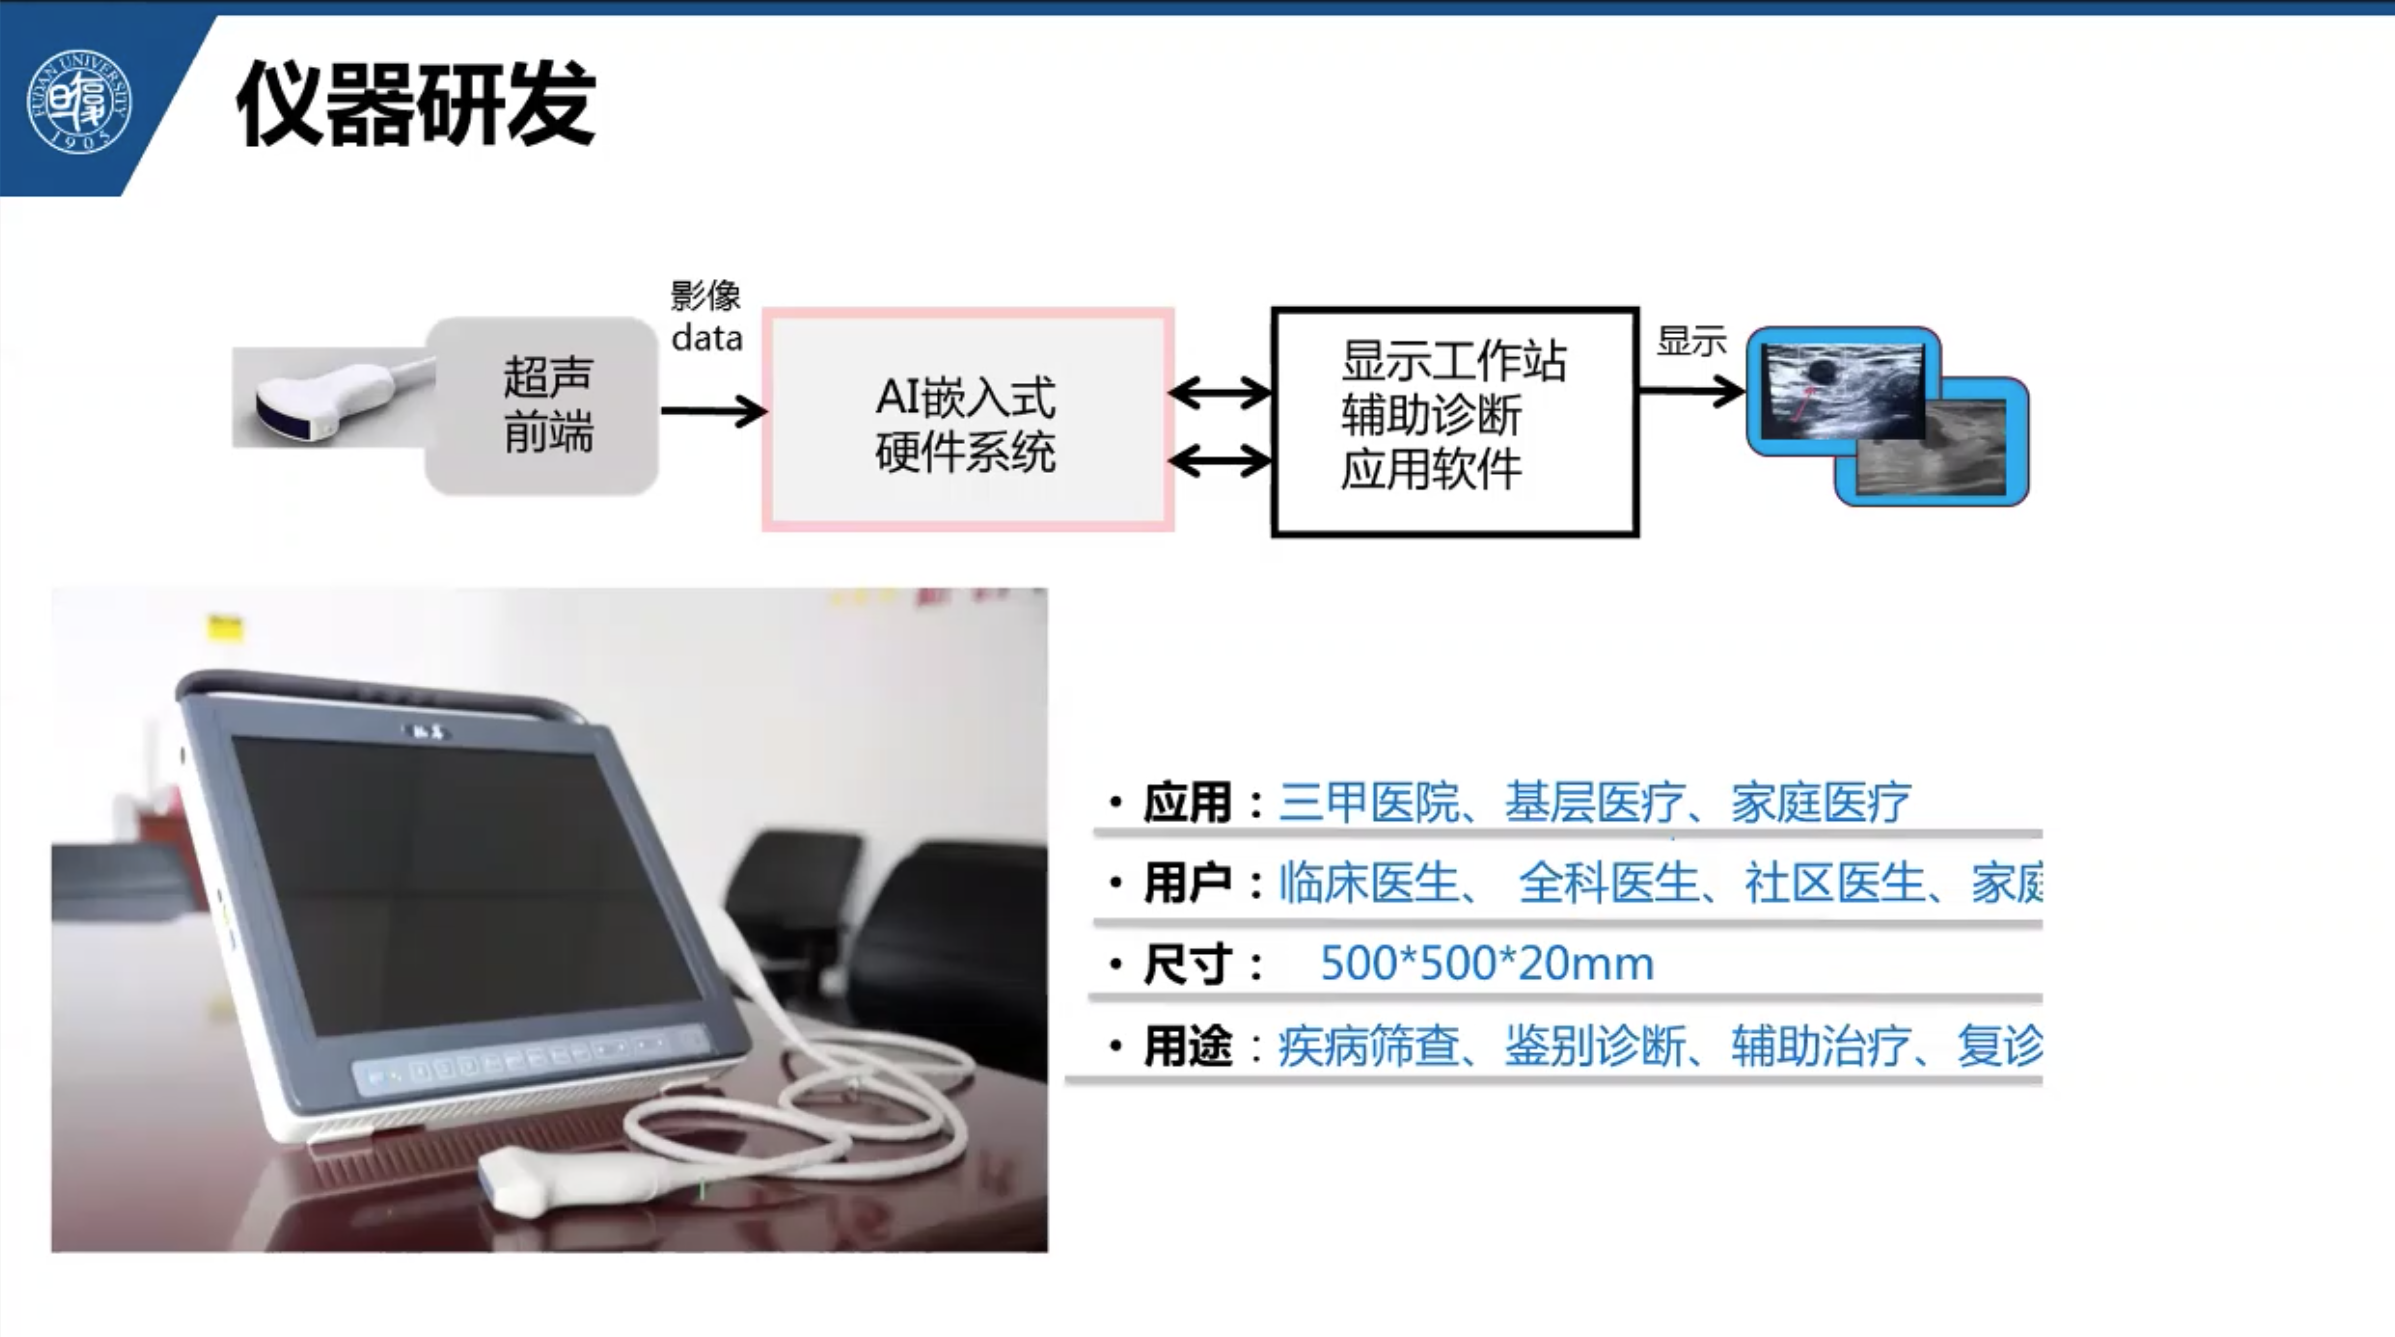 FUDAN UNIVERSITY
1905
仪器研发
影像
data
超声
前端
AI嵌入式
硬件系统
显示工作站
辅助诊断
应用软件
显示
• 应用：三甲医院、基层医疗、家庭医疗
• 用户：临床医生、 全科医生、社区医生、家庭
• 尺寸： 500*500*20mm
• 用途：疾病筛查、鉴别诊断、辅助治疗、复诊